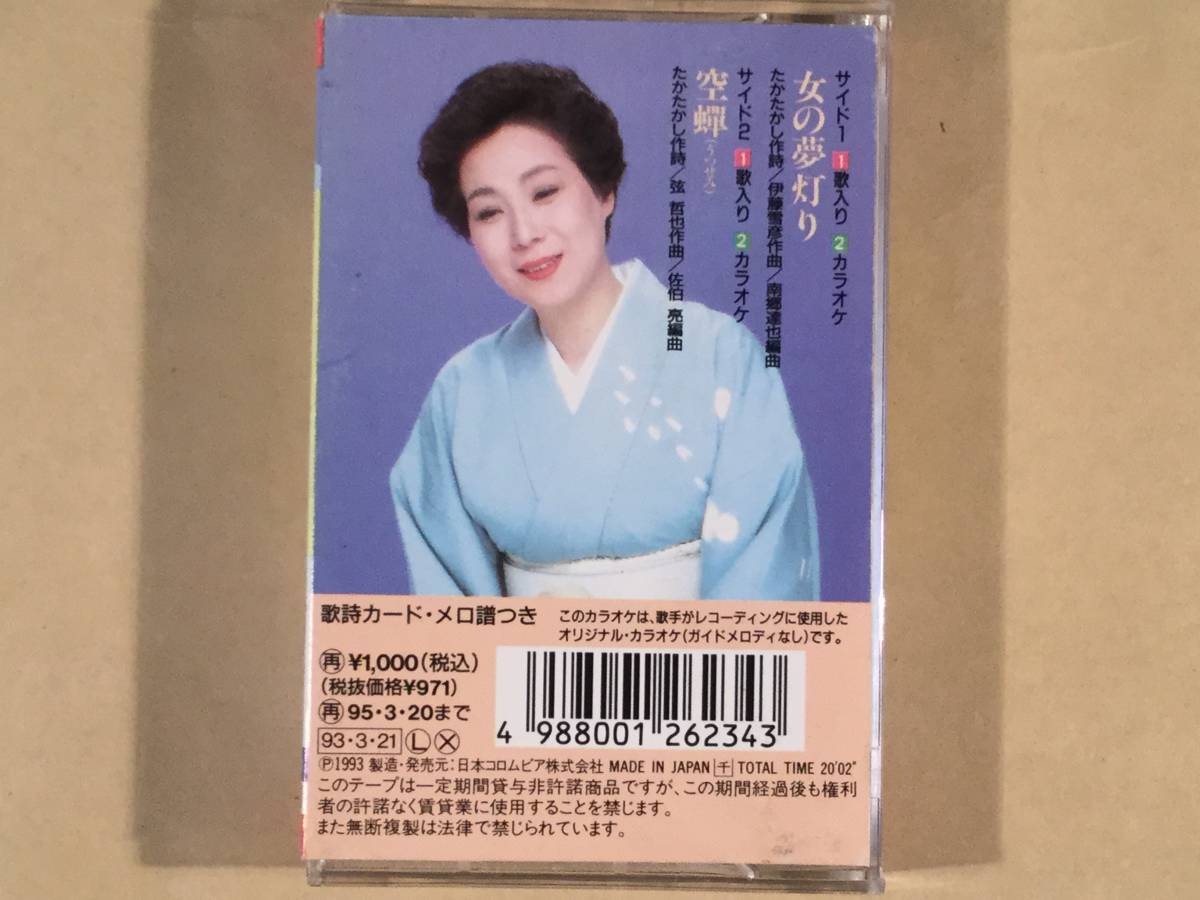 サイド1 1 歌入り 2 カラオケ
女の夢灯り
たかたかし作詩/伊藤雪彦作曲/南郷達也編曲
サイド2 1 歌入り 2 カラオケ
空蟬(うつせみ)
たかたかし作詩/弦 哲也作曲/佐伯 亮編曲
歌詩カード・メロ譜つき
このカラオケは、歌手がレコーディングに使用した
オリジナル・カラオケ(ガイドメロディなし)です。
再 ¥1,000(税込)
(税抜価格¥971)
再 95・3・20まで
93・3・21 L X
4 988001 262343
Ⓟ1993 製造・発売元:日本コロムビア株式会社 MADE IN JAPAN 千 TOTAL TIME 20'02"
このテープは一定期間貸与非許諾商品ですが、この期間経過後も権利
者の許諾なく賃貸業に使用することを禁じます。
また無断複製は法律で禁じられています。